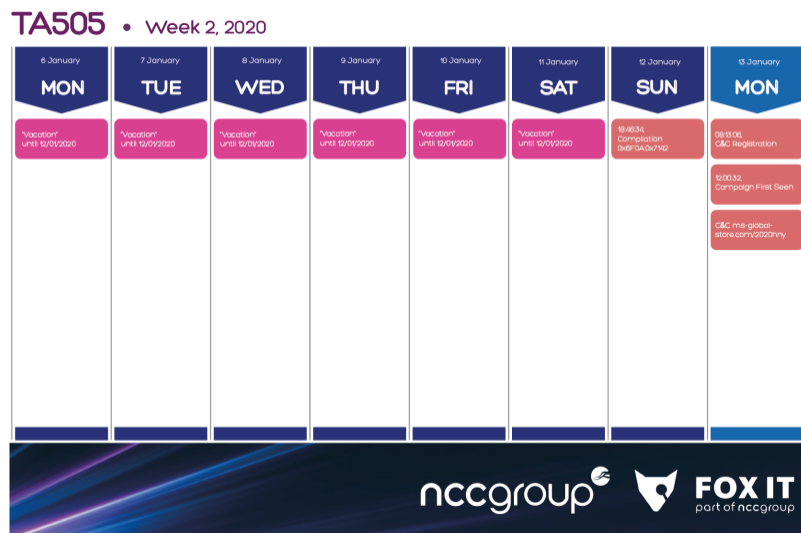 TA505 • Week 2, 2020
6 January
MON
"Vacation"
until 12/01/2020
7 January
TUE
"Vacation"
until 12/01/2020
8 January
WED
"Vacation"
until 12/01/2020
9 January
THU
"Vacation"
until 12/01/2020
10 January
FRI
"Vacation"
until 12/01/2020
11 January
SAT
"Vacation"
until 12/01/2020
12 January
SUN
18:46:34,
Compilation
0x6F0A:0x7142
13 January
MON
08:13:06,
C&C Registration
12:00:32,
Campaign First Seen
C&C ms-global-
store.com/2020hny
nccgroup
FOX IT
part of nccgroup